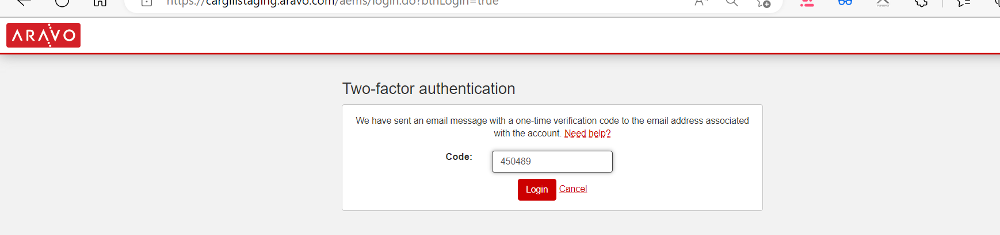 https://cargillstaging.aravo.com/aems/login.do?btnLogin=true
ARAVO
Two-factor authentication
We have sent an email message with a one-time verification code to the email address associated
with the account. Need help?
Code:
450489
Login Cancel